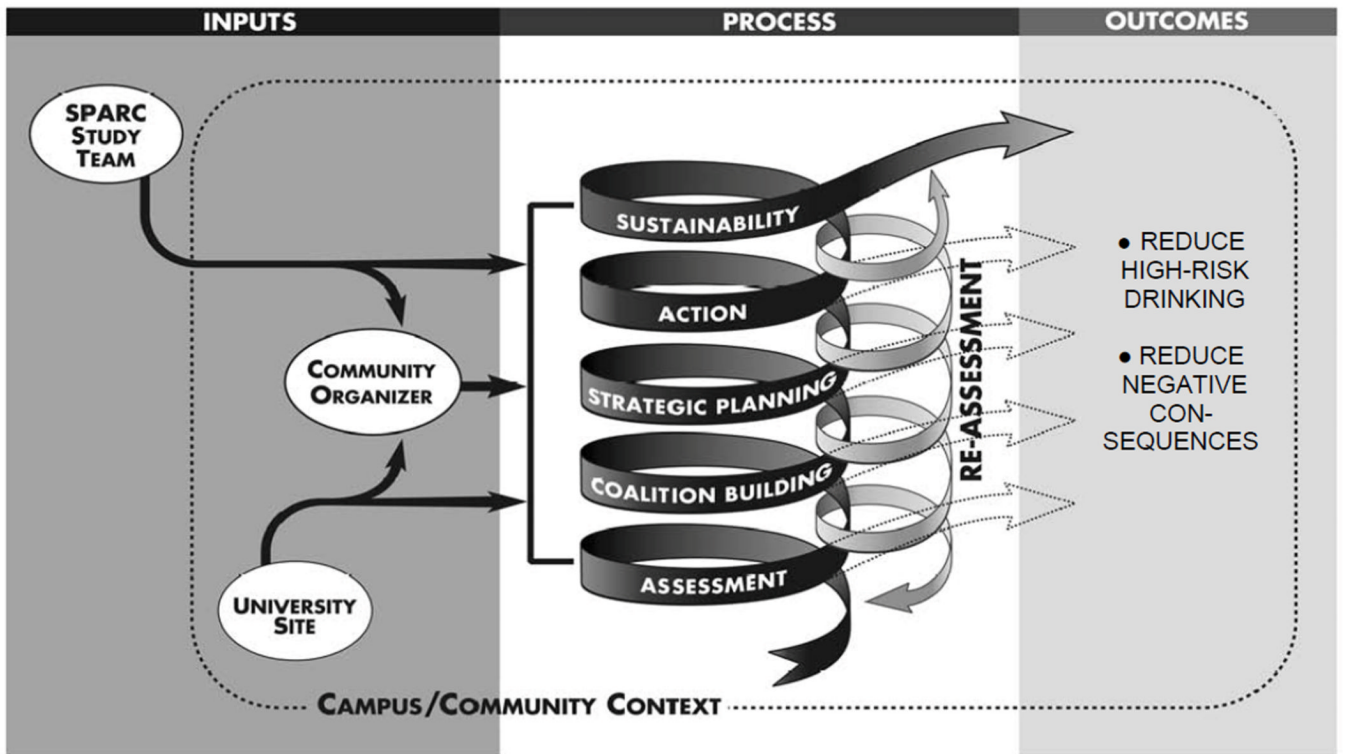 INPUTS
PROCESS
OUTCOMES
SPARC
STUDY
TEAM
COMMUNITY
ORGANIZER
UNIVERSITY
SITE
SUSTAINABILITY
ACTION
STRATEGIC PLANNING
COALITION BUILDING
ASSESSMENT
RE-ASSESSMENT
● REDUCE
HIGH-RISK
DRINKING
● REDUCE
NEGATIVE
CON-
SEQUENCES
CAMPUS/COMMUNITY CONTEXT